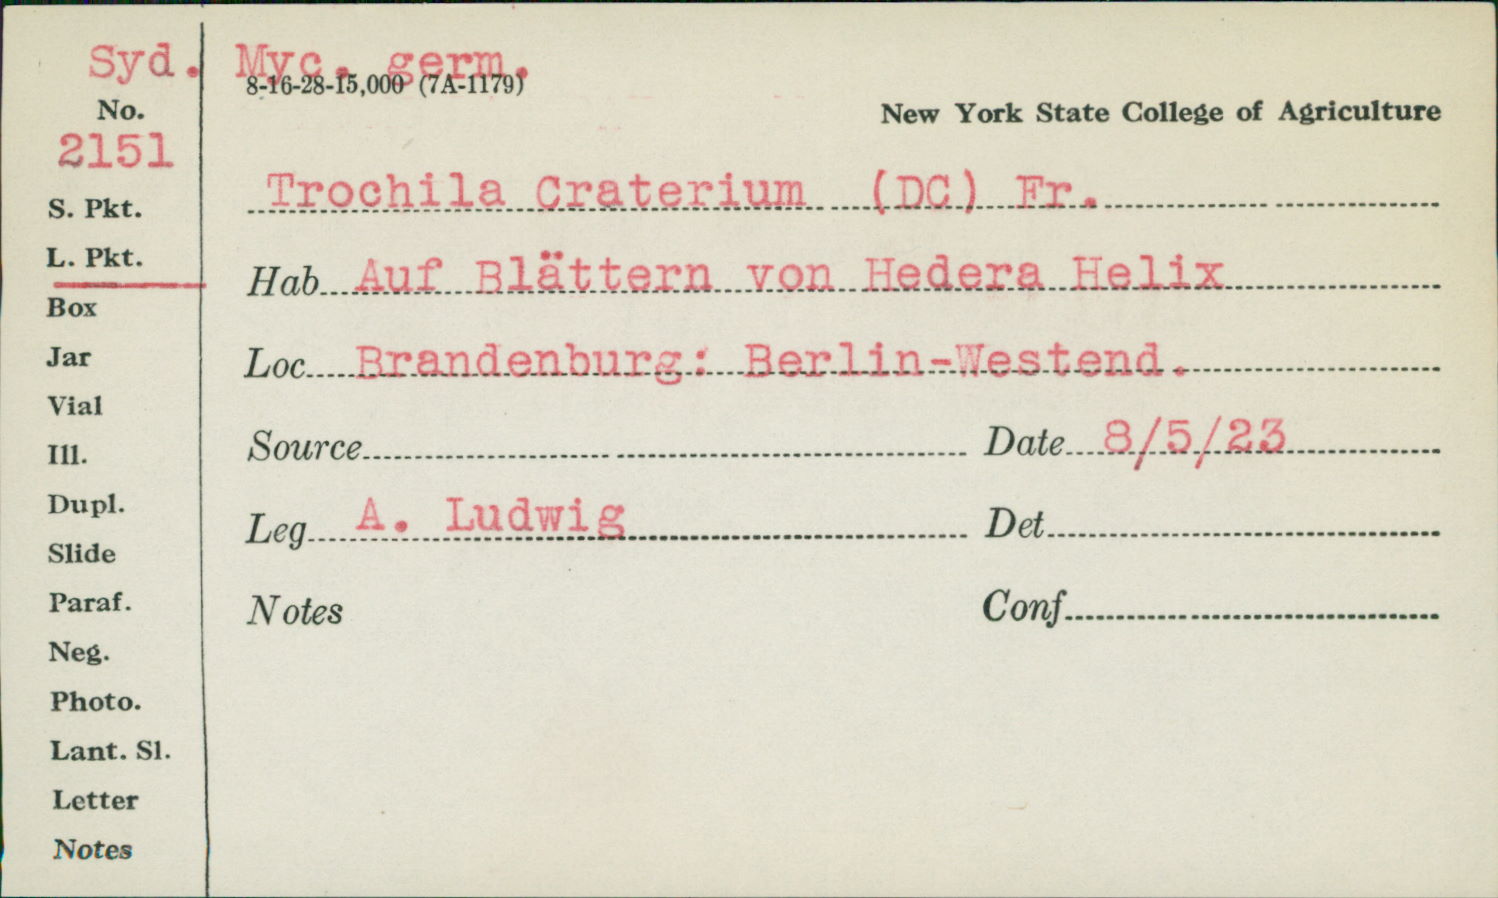 Syd. Myc. germ.
8-16-28-15,000 (7A-1179)
No.
New York State College of Agriculture
2151
Trochila Craterium (DC) Fr.
S. Pkt.
L. Pkt.
Hab Auf Blättern von Hedera Helix
Box
Jar
Loc Brandenburg: Berlin-Westend.
Vial
Ill.
Source Date 8/5/23
Dupl.
Leg A. Ludwig Det
Slide
Paraf.
Notes Conf
Neg.
Photo.
Lant. Sl.
Letter
Notes